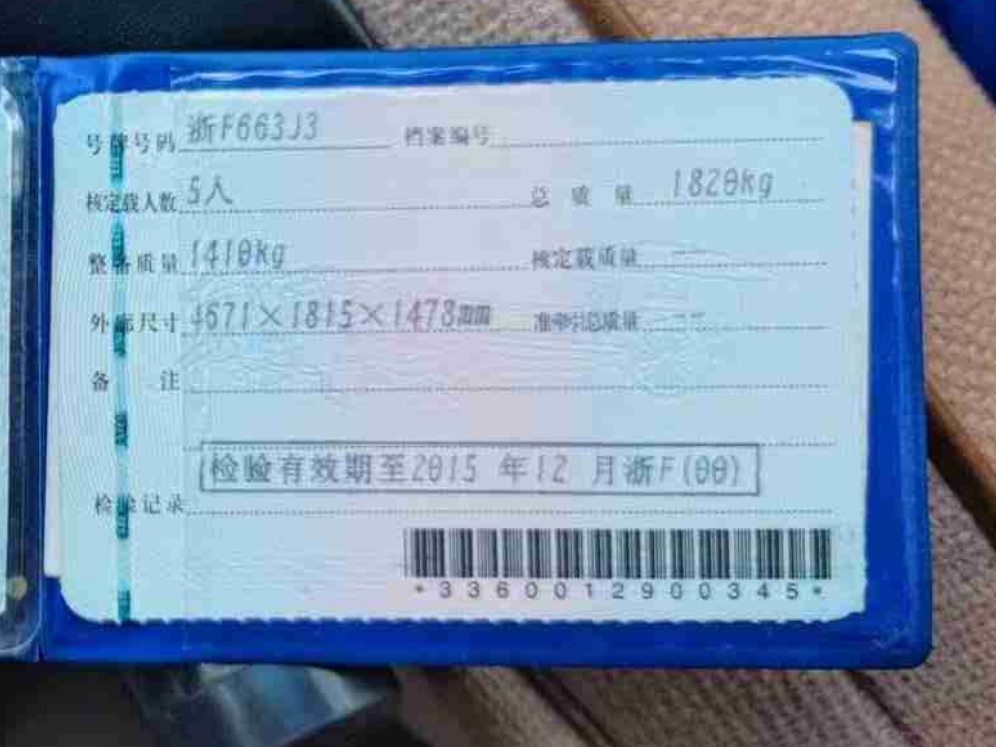 号牌号码 浙F663J3 档案编号
核定载人数 5人 总质量 1820kg
整备质量 1410kg 核定载质量 --
外廓尺寸 4671×1815×1478mm 准牵引总质量 --
备注
检验有效期至2015年12月浙F(00)
检验记录
*3360012900345*